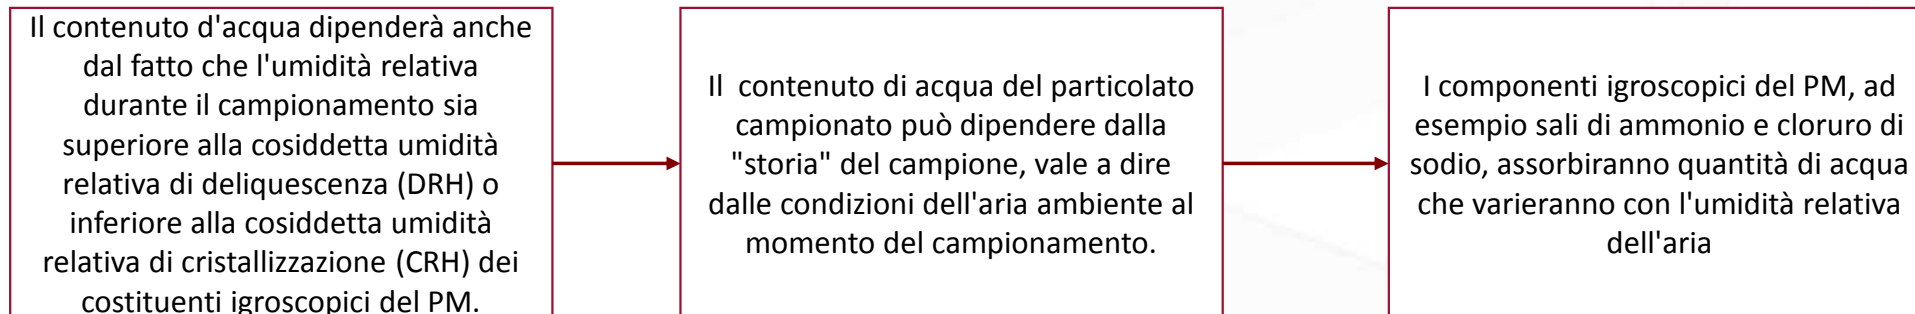 Il contenuto d'acqua dipenderà anche
dal fatto che l'umidità relativa
durante il campionamento sia
superiore alla cosiddetta umidità
relativa di deliquescenza (DRH) o
inferiore alla cosiddetta umidità
relativa di cristallizzazione (CRH) dei
costituenti igroscopici del PM.
Il  contenuto di acqua del particolato
campionato può dipendere dalla
"storia" del campione, vale a dire
dalle condizioni dell'aria ambiente al
momento del campionamento.
I componenti igroscopici del PM, ad
esempio sali di ammonio e cloruro di
sodio, assorbiranno quantità di acqua
che varieranno con l'umidità relativa
dell'aria